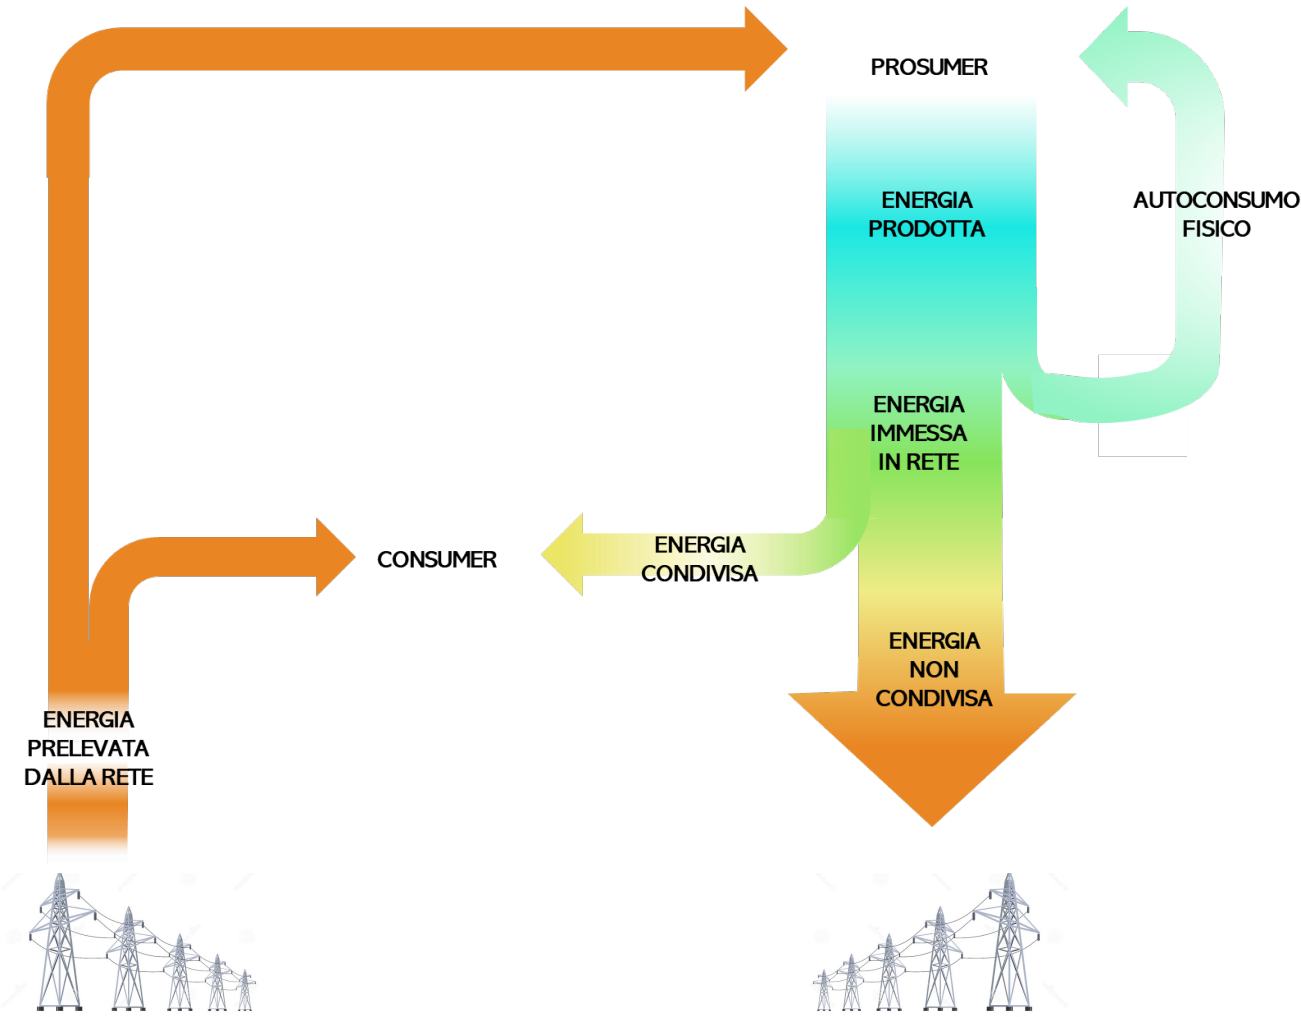 PROSUMER
ENERGIA
PRODOTTA
AUTOCONSUMO
FISICO
ENERGIA
IMMESSA
IN RETE
ENERGIA
CONDIVISA
CONSUMER
ENERGIA
NON
CONDIVISA
ENERGIA
PRELEVATA
DALLA RETE